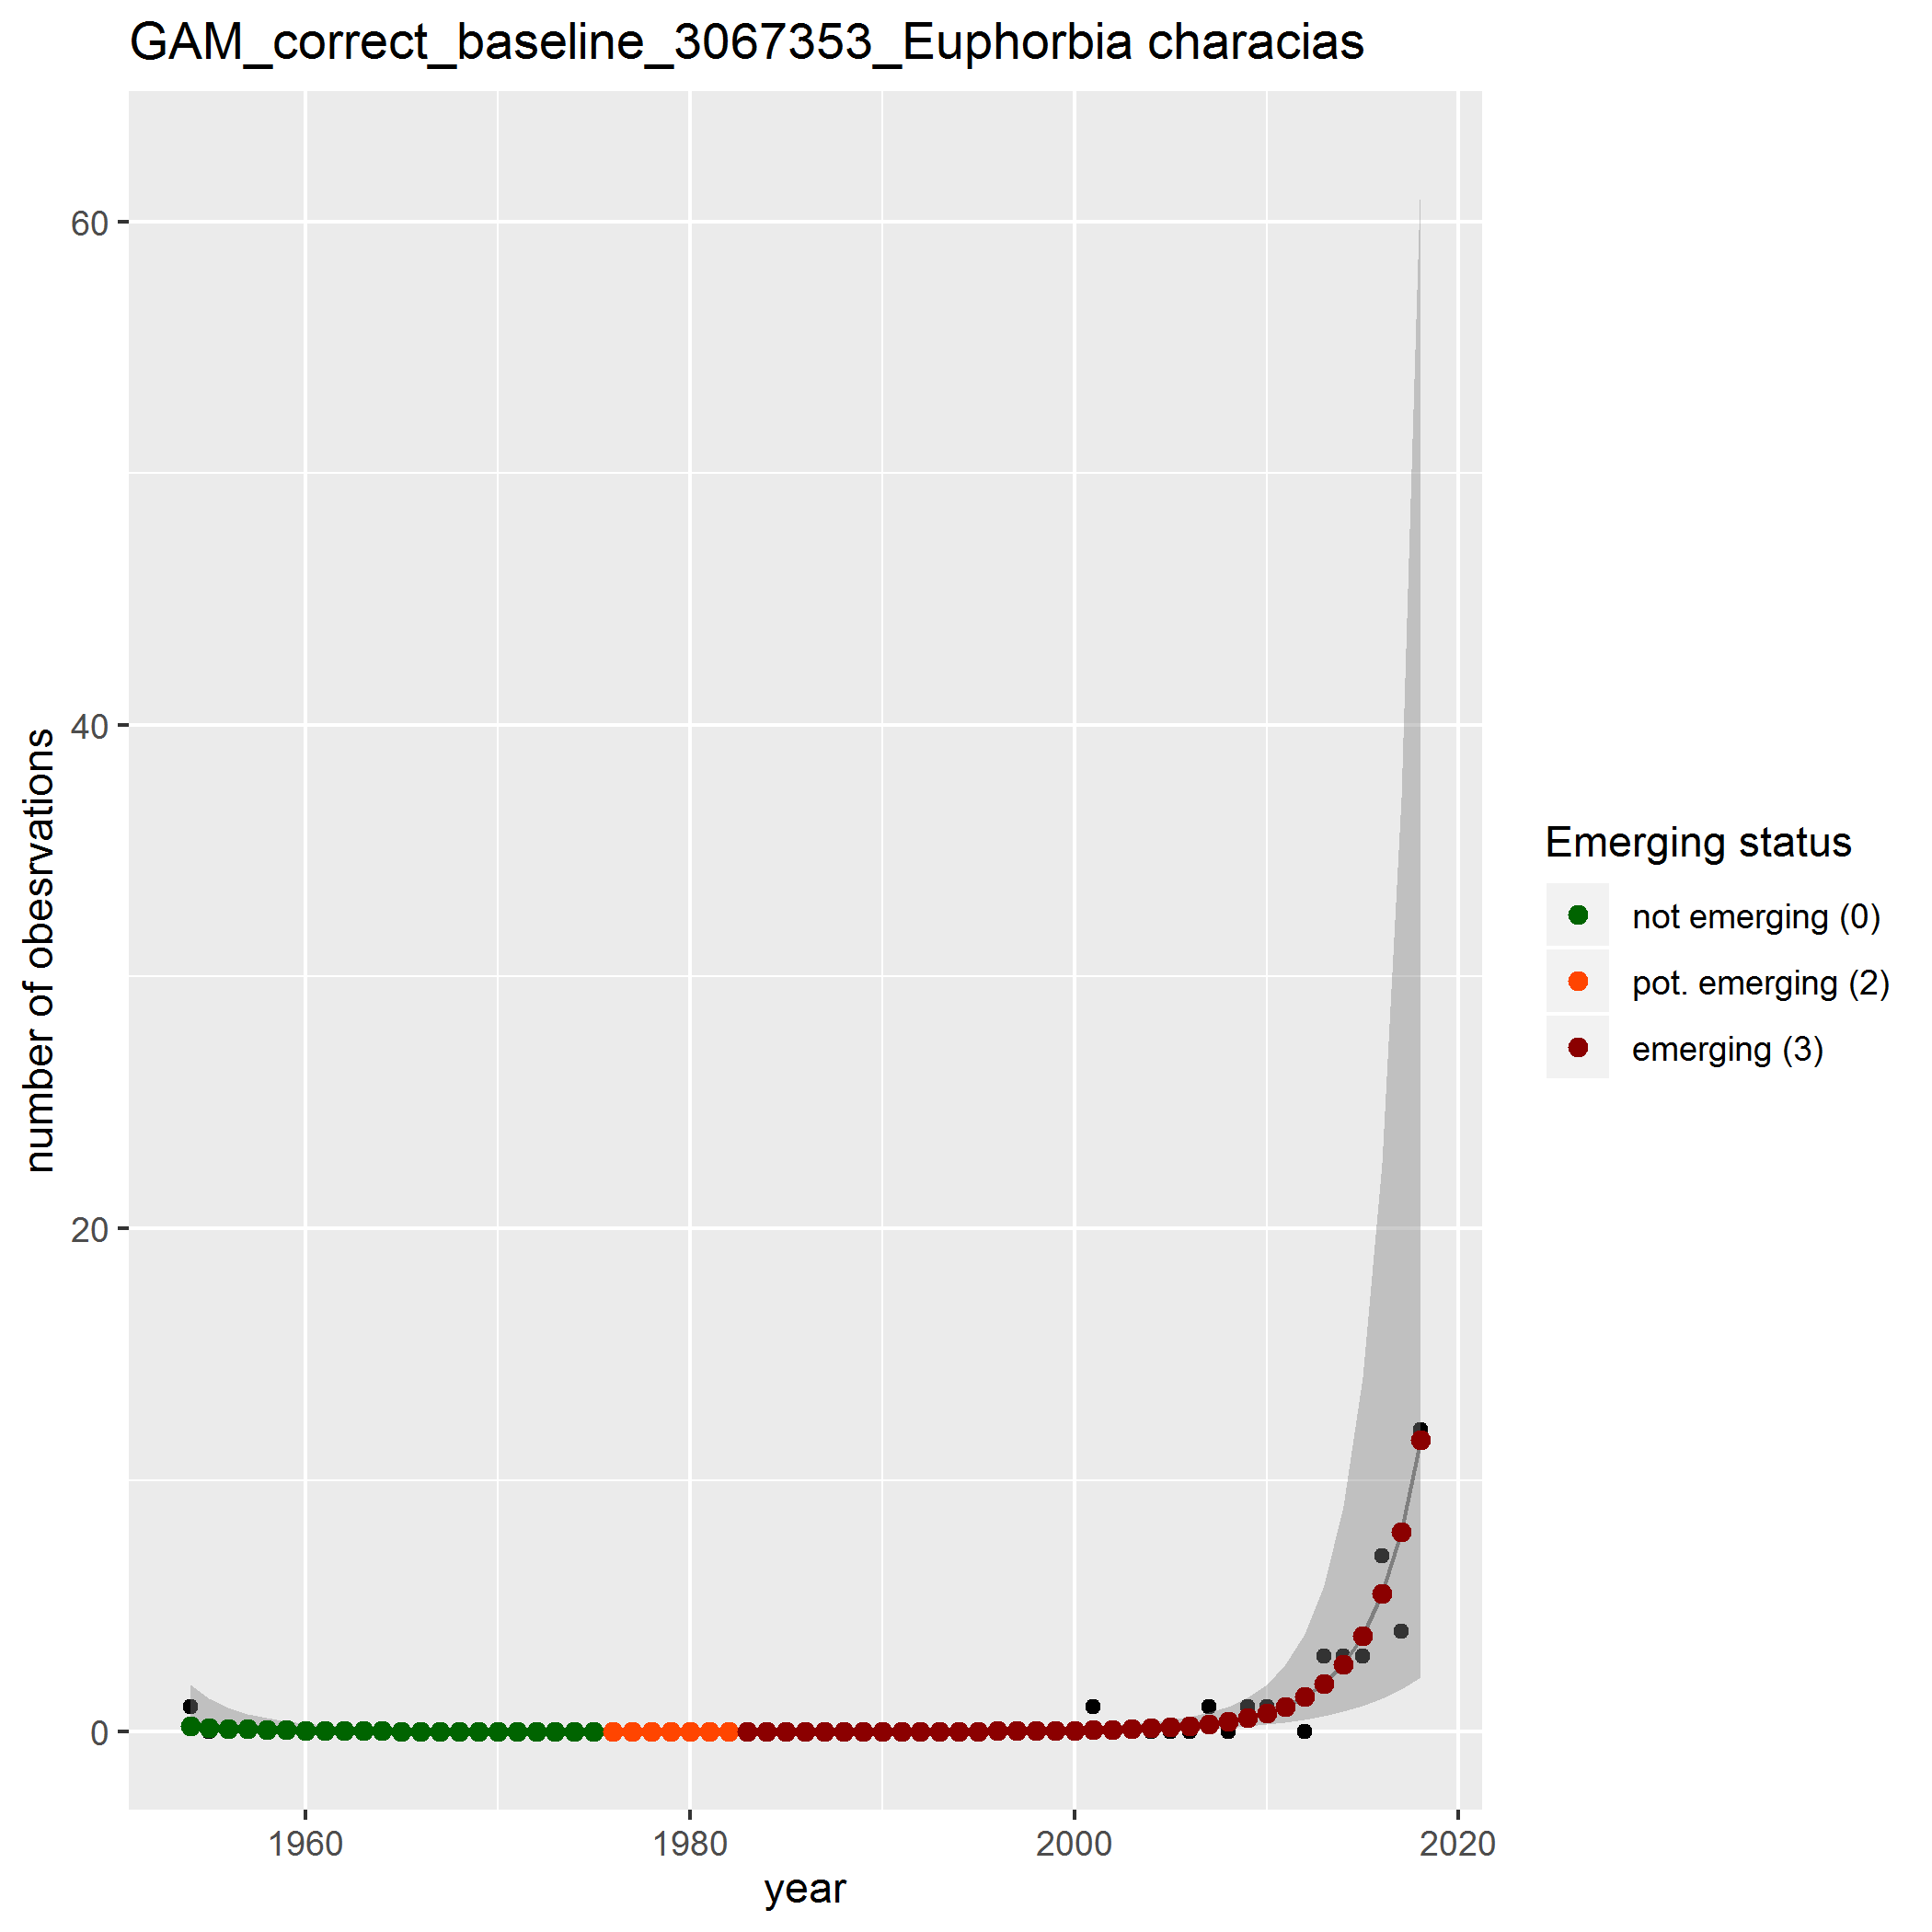 GAM_correct_baseline_3067353_Euphorbia characias
60
40
20
0
number of obesrvations
1960
1980
2000
2020
year
Emerging status
not emerging (0)
pot. emerging (2)
emerging (3)